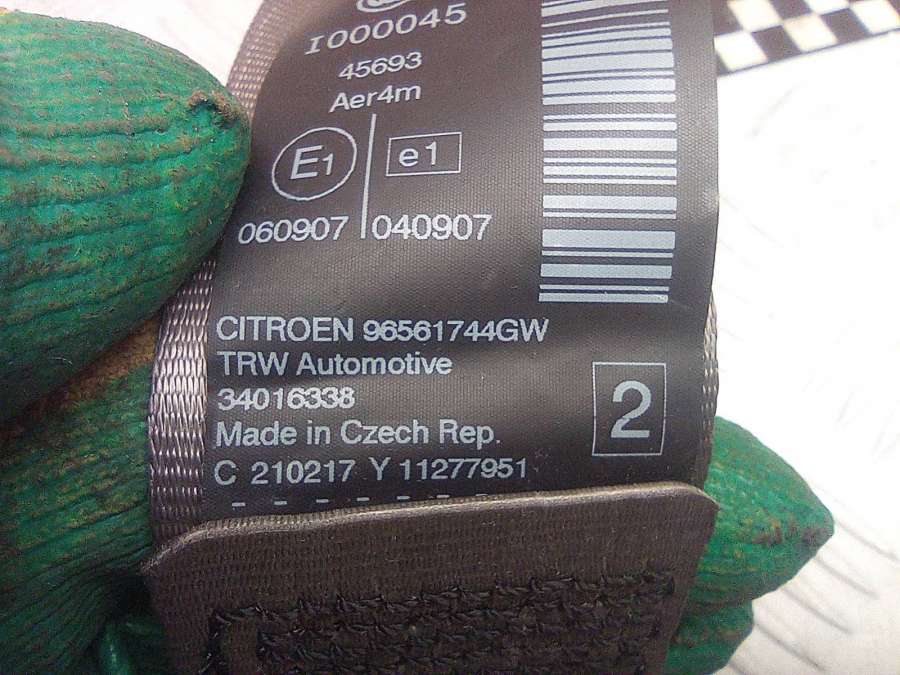 I000045
45693
Aer4m
E1 e1
060907 040907
CITROEN 96561744GW
TRW Automotive
34016338
2
Made in Czech Rep.
C 210217 Y 11277951